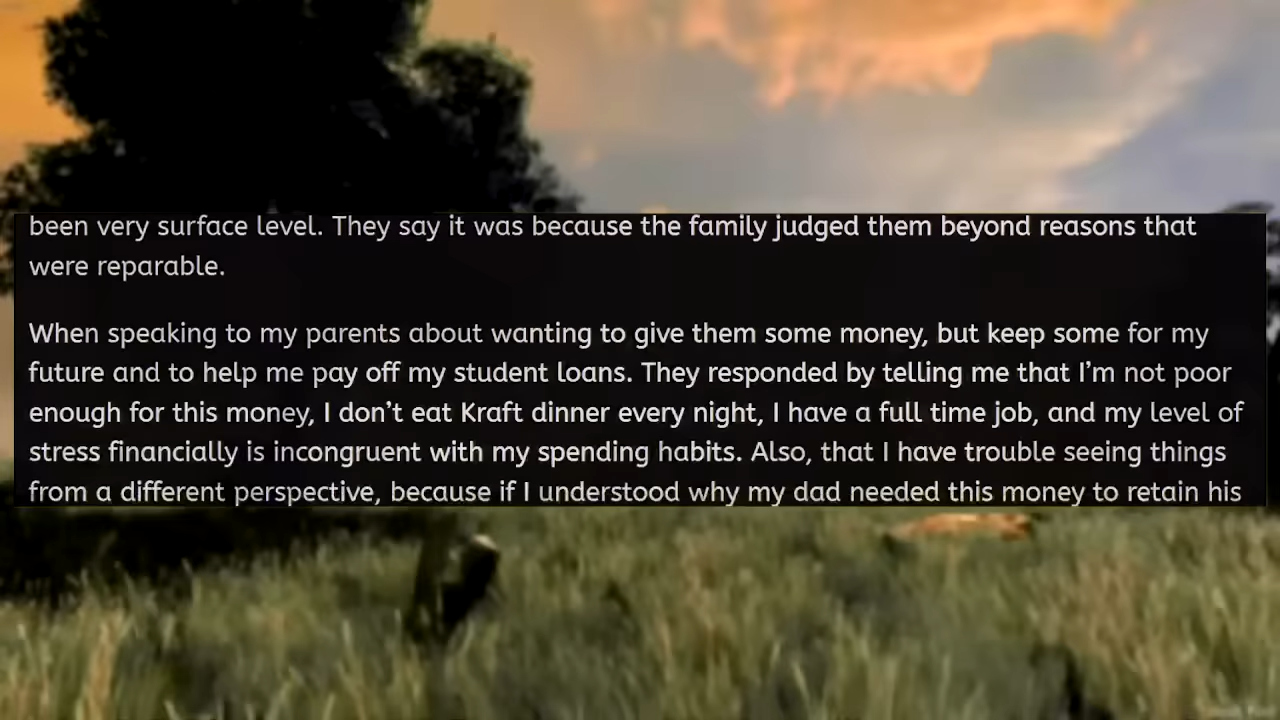 been very surface level. They say it was because the family judged them beyond reasons that
were reparable.
When speaking to my parents about wanting to give them some money, but keep some for my
future and to help me pay off my student loans. They responded by telling me that I’m not poor
enough for this money, I don’t eat Kraft dinner every night, I have a full time job, and my level of
stress financially is incongruent with my spending habits. Also, that I have trouble seeing things
from a different perspective, because if I understood why my dad needed this money to retain his